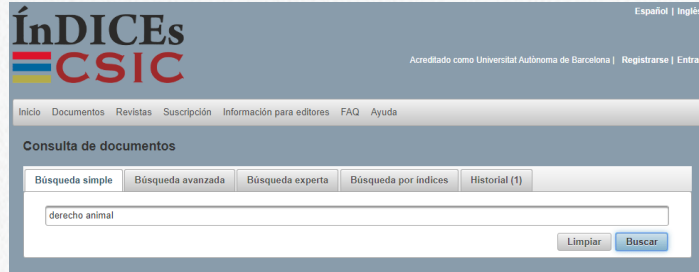 Español | Inglés
ÍnDICEs
CSIC
Acreditado como Universitat Autònoma de Barcelona | Registrarse | Entrar
Inicio Documentos Revistas Suscripción Información para editores FAQ Ayuda
Consulta de documentos
Búsqueda simple Búsqueda avanzada Búsqueda experta Búsqueda por índices Historial (1)
derecho animal
Limpiar Buscar